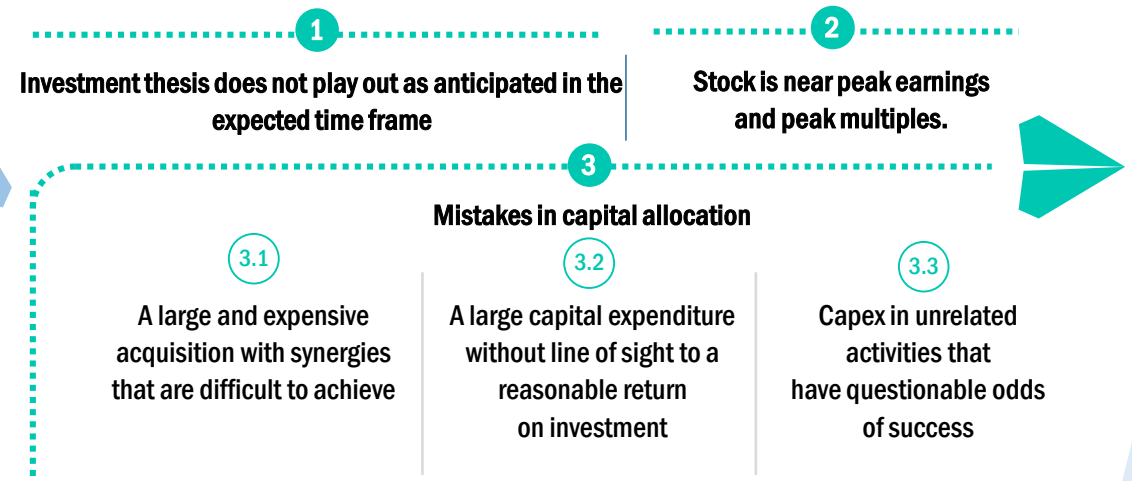 1
Investment thesis does not play out as anticipated in the
expected time frame
2
Stock is near peak earnings
and peak multiples.
3
Mistakes in capital allocation
3.1
A large and expensive
acquisition with synergies
that are difficult to achieve
3.2
A large capital expenditure
without line of sight to a
reasonable return
on investment
3.3
Capex in unrelated
activities that
have questionable odds
of success